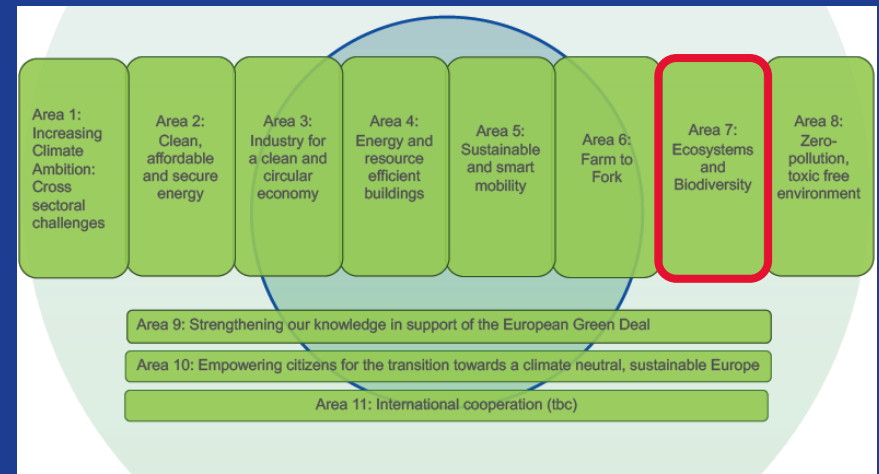 Area 1:
Increasing
Climate
Ambition:
Cross
sectoral
challenges
Area 2:
Clean,
affordable
and secure
energy
Area 3:
Industry for
a clean and
circular
economy
Area 4:
Energy and
resource
efficient
buildings
Area 5:
Sustainable
and smart
mobility
Area 6:
Farm to
Fork
Area 7:
Ecosystems
and
Biodiversity
Area 8:
Zero-
pollution,
toxic free
environment
Area 9: Strengthening our knowledge in support of the European Green Deal
Area 10: Empowering citizens for the transition towards a climate neutral, sustainable Europe
Area 11: International cooperation (tbc)